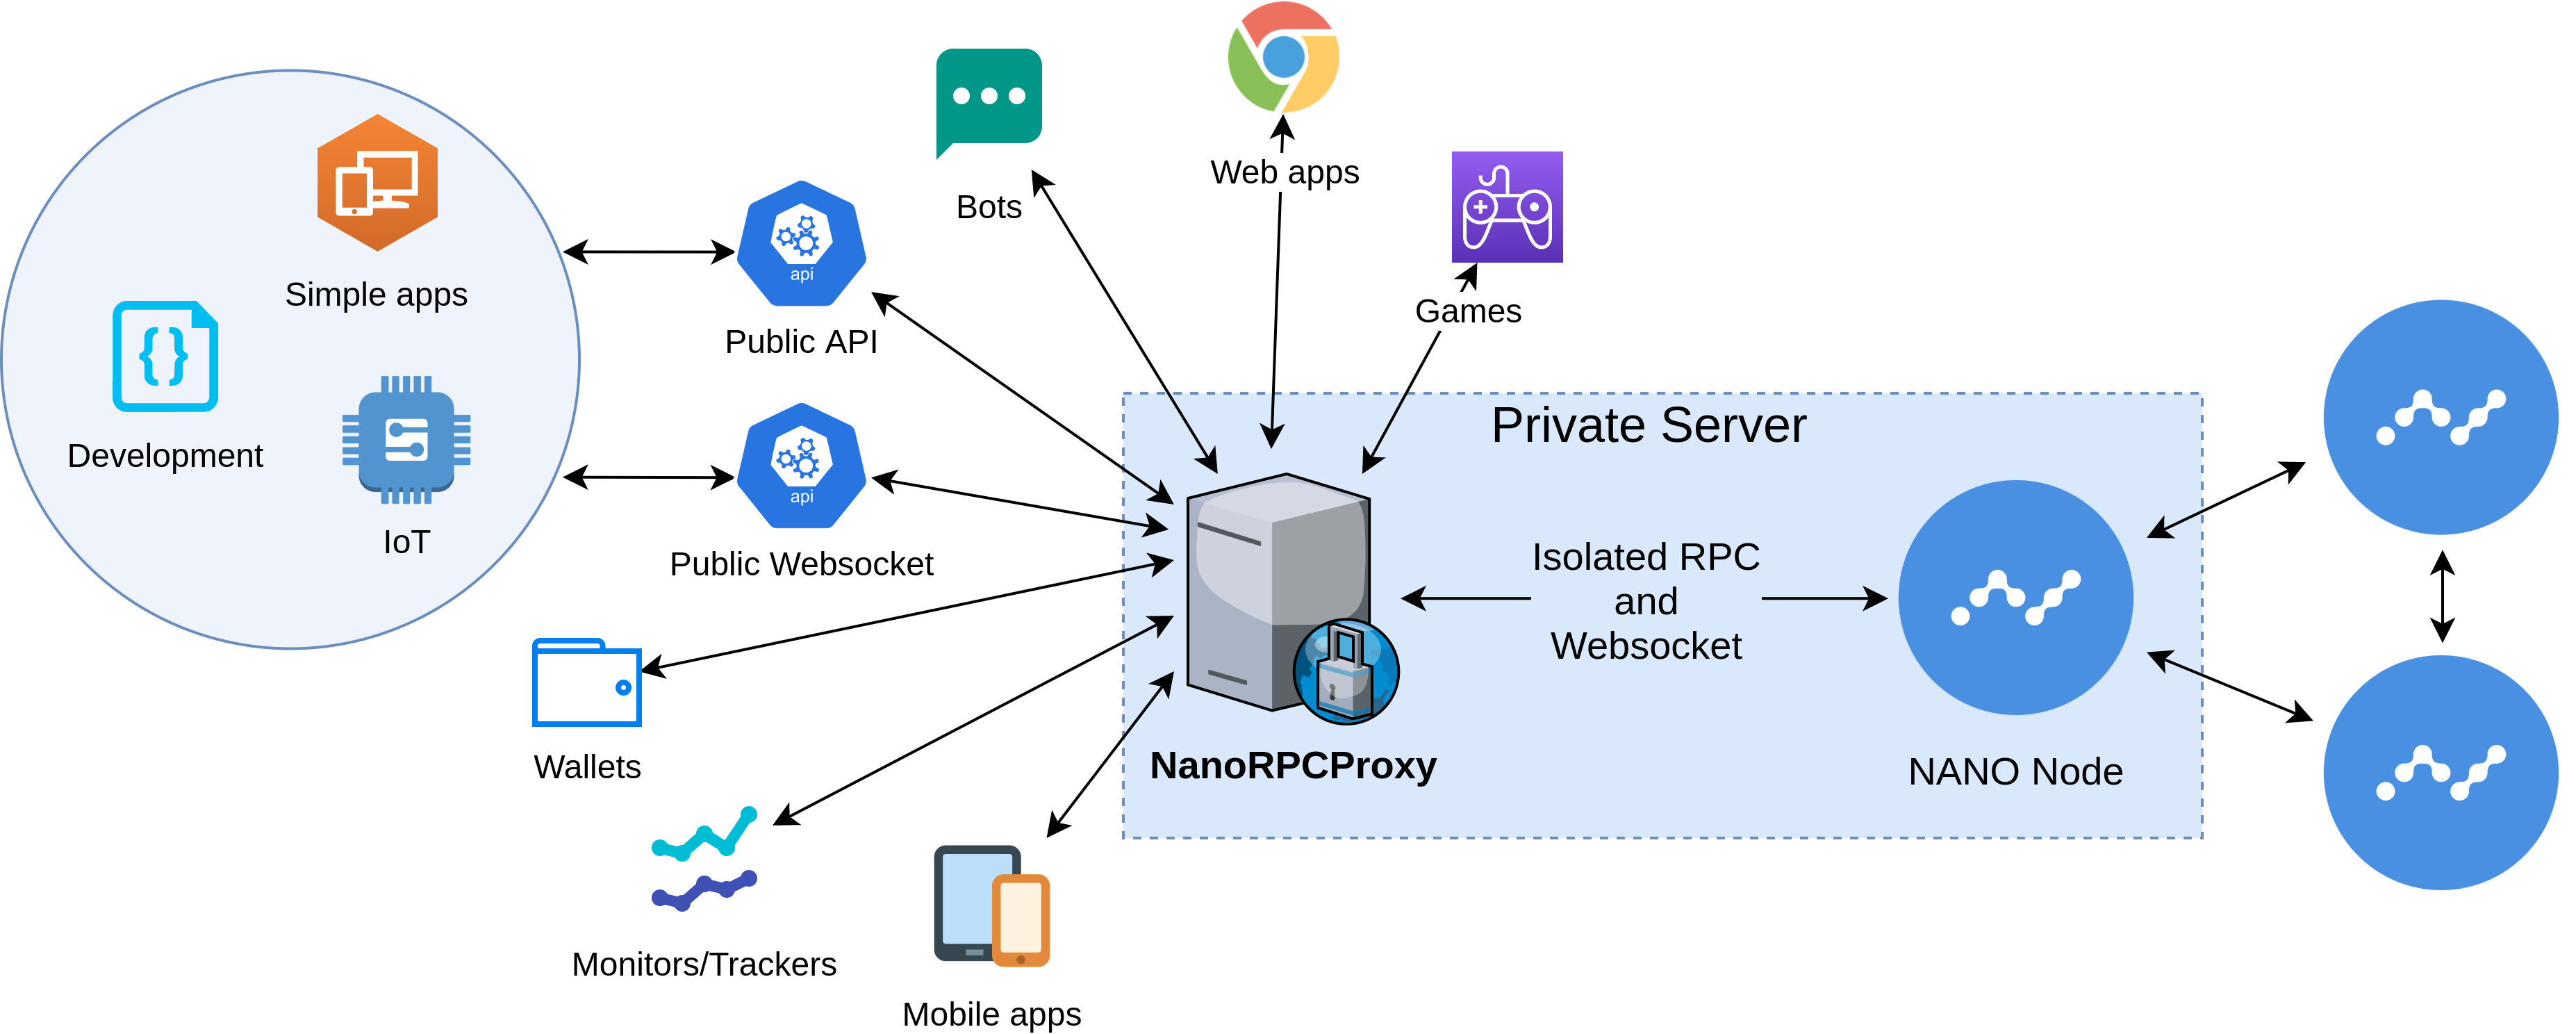 Simple apps
Development
{}
IoT
api
Public API
api
Public Websocket
Bots
Web apps
Games
Wallets
Monitors/Trackers
Mobile apps
Private Server
NanoRPCProxy
Isolated RPC
and
Websocket
NANO Node